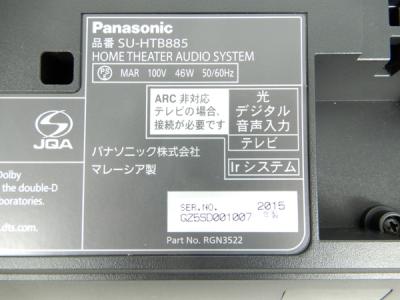 Panasonic
品番 SU-HTB885
HOME THEATER AUDIO SYSTEM
PS E MAR 100V 46W 50/60Hz
ARC 非対応
テレビの場合、
接続が必要です
光
デジタル
音声入力
テレビ
Ir システム
JQA
パナソニック株式会社
マレーシア製
Dolby
the double-D
boratories.
.dts.com.
SER.NO. 2015
GZ5SD001007
Part No. RGN3522